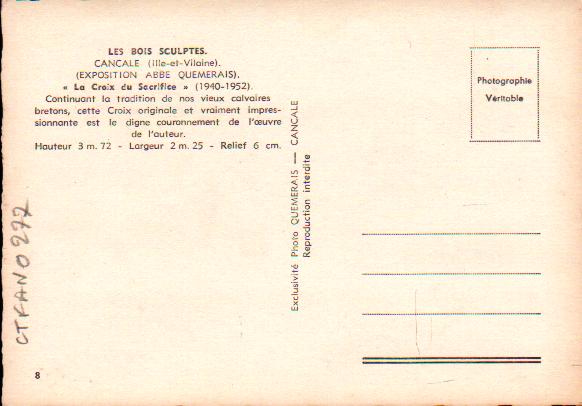 LES BOIS SCULPTES.
CANCALE (Ille-et-Vilaine).
(EXPOSITION ABBE QUEMERAIS).
« La Croix du Sacrifice » (1940-1952).
Continuant la tradition de nos vieux calvaires
bretons, cette Croix originale et vraiment impres-
sionnante est le digne couronnement de l'œuvre
de l'auteur.
Hauteur 3 m. 72 - Largeur 2 m. 25 - Relief 6 cm.
Exclusivité Photo QUEMERAIS — CANCALE
Reproduction interdite
Photographie
Véritable
CTFANO277
8